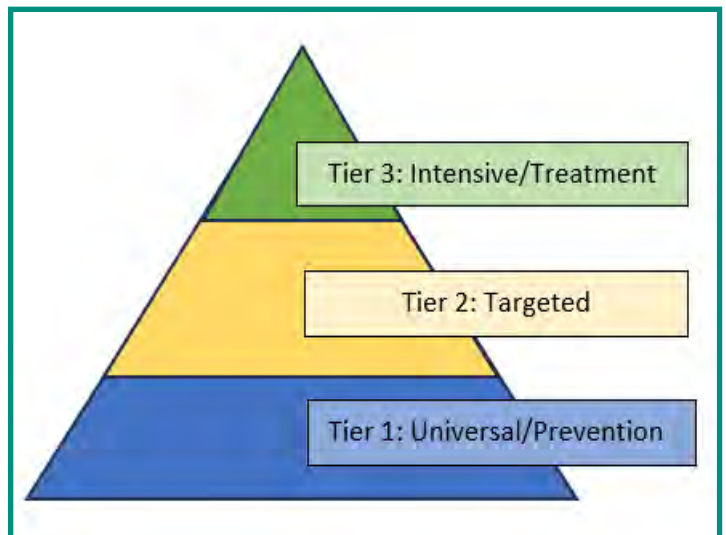 Tier 3: Intensive/Treatment
Tier 2: Targeted
Tier 1: Universal/Prevention